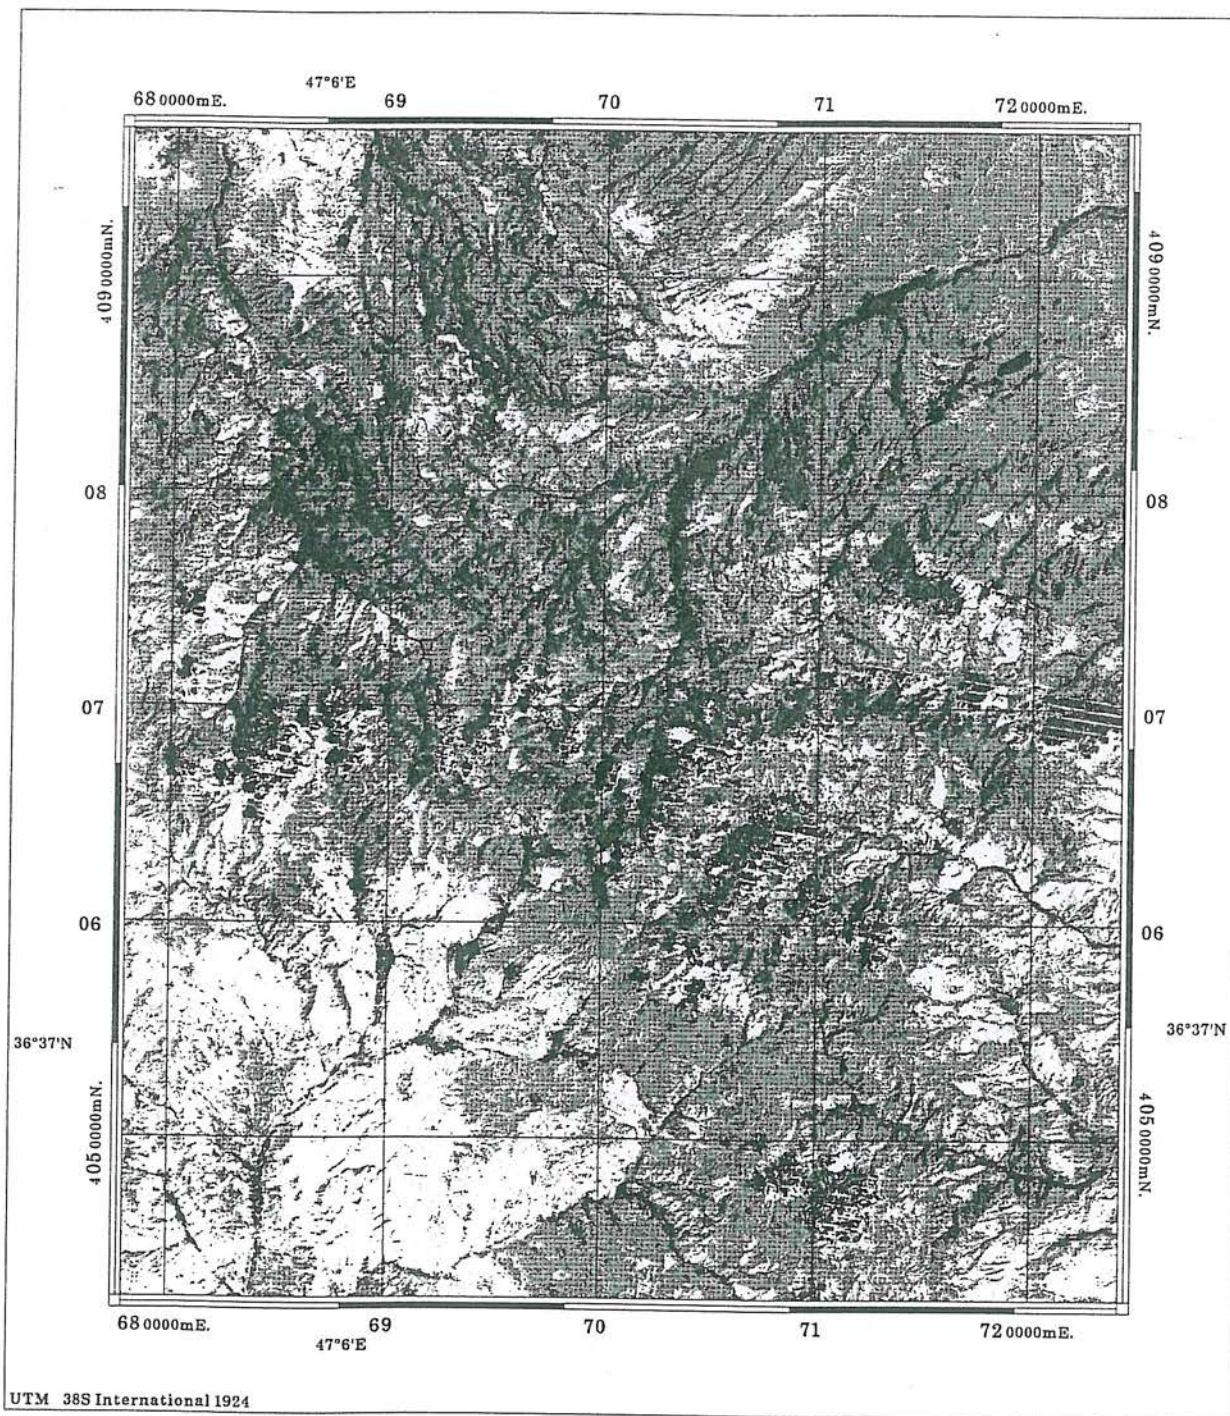 47°6'E
68 0000mE. 69 70 71 72 0000mE.
409 0000mN. 409 0000mN.
08 08
07 07
06 06
36°37'N 36°37'N
405 0000mN. 405 0000mN.
68 0000mE. 69 70 71 72 0000mE.
47°6'E
UTM 38S International 1924